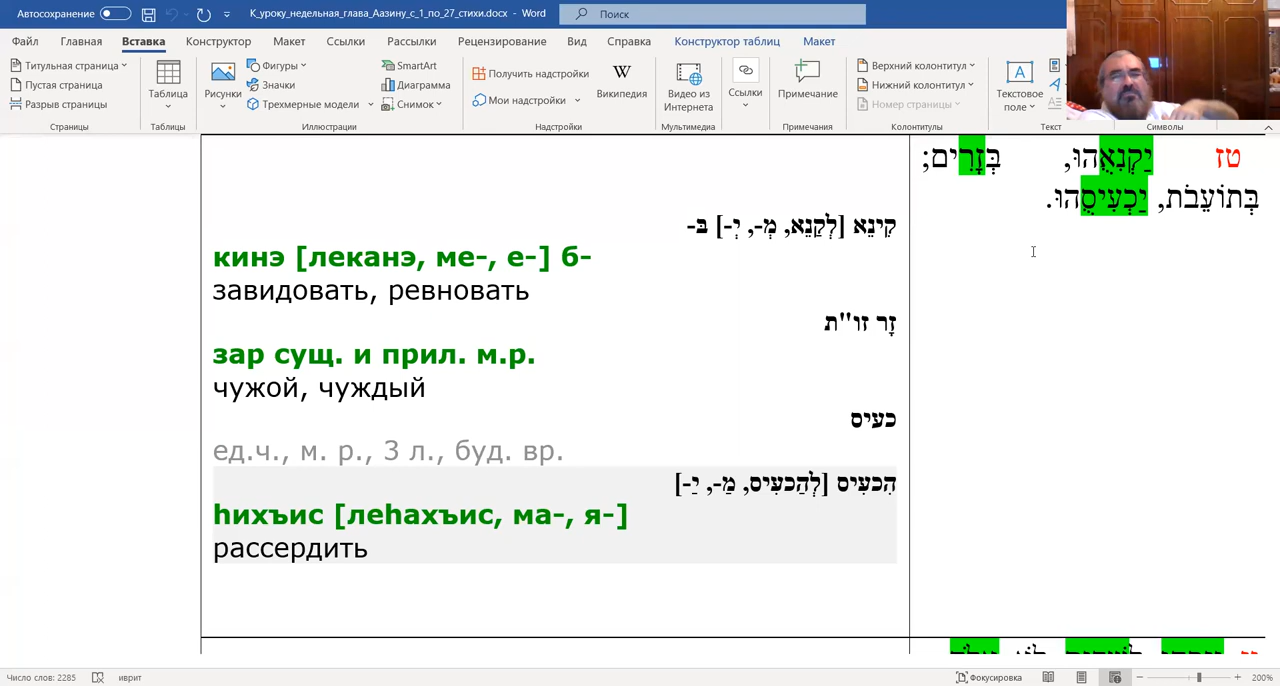 Автосохранение
К_уроку_недельная_глава_Аазину_с_1_по_27_стихи.docx - Word
Поиск
Файл Главная Вставка Конструктор Макет Ссылки Рассылки Рецензирование Вид Справка Конструктор таблиц Макет
Титульная страница
Пустая страница
Разрыв страницы
Страницы
Таблица
Таблицы
Рисунки
Фигуры
Значки
Трехмерные модели
SmartArt
Диаграмма
Снимок
Иллюстрации
Получить надстройки
Мои надстройки
Википедия
Надстройки
Видео из
Интернета
Мультимедиа
Ссылки
Примечание
Примечания
Верхний колонтитул
Нижний колонтитул
Номер страницы
Колонтитулы
Текстовое
поле
Текст
Символы
טז יַקְנִאֻהוּ, בְּזָרִים;
בְּתוֹעֵבֹת, יַכְעִיסֻהוּ.
קִינֵא [לְקַנֵא, מְ-, יְ-] בּ-
кинэ [леканэ, ме-, е-] б-
завидовать, ревновать
זָר זו"ת
зар сущ. и прил. м.р.
чужой, чуждый
כעיס
ед.ч., м. р., 3 л., буд. вр.
הִכעִיס [לְהַכעִיס, מַ-, יַ-]
hихъис [леhахъис, ма-, я-]
рассердить
Число слов: 2285 иврит Фокусировка 200%